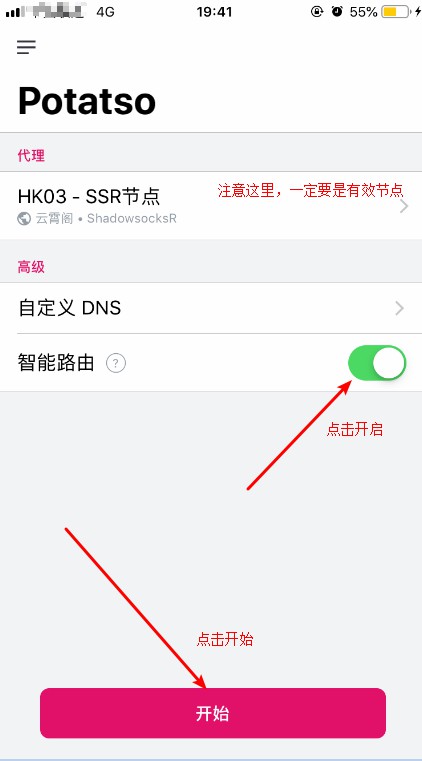 4G 19:41 55%
Potatso
代理
HK03 - SSR节点
注意这里，一定要是有效节点
云霄阁 • ShadowsocksR
高级
自定义 DNS
智能路由 ?
点击开启
点击开始
开始